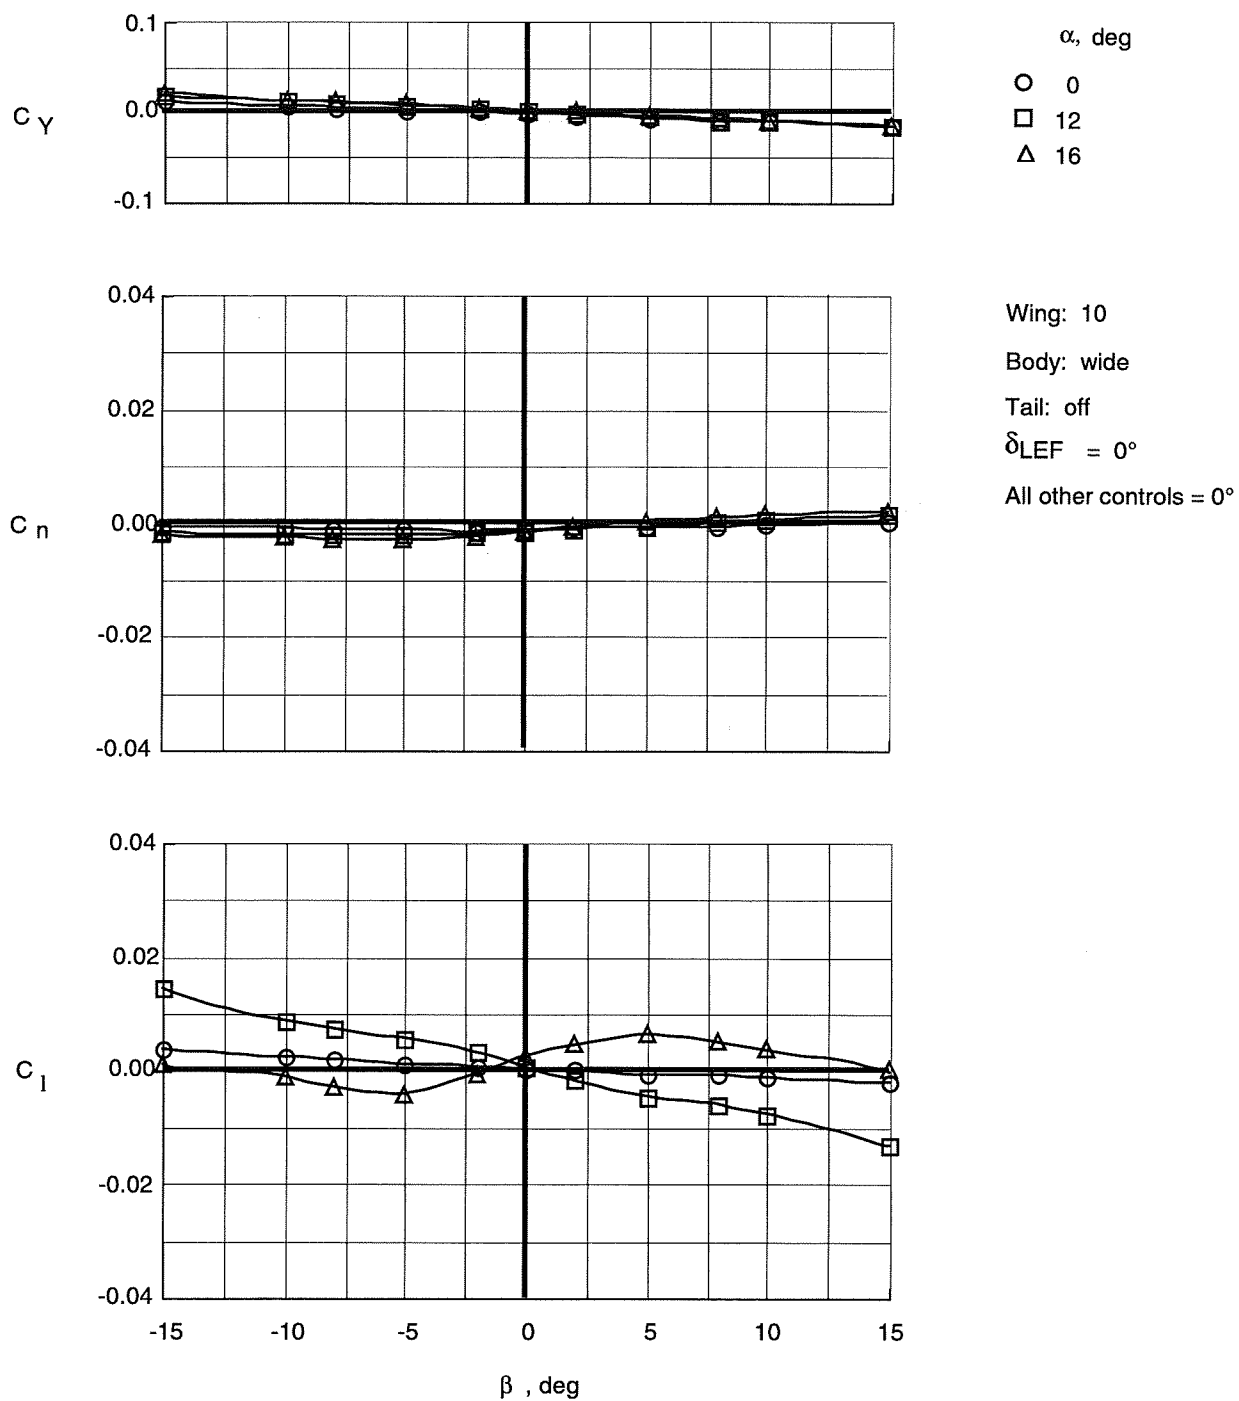 0.1
C Y
0.0
-0.1
α, deg
0
12
16
0.04
0.02
C n
0.00
-0.02
-0.04
Wing: 10
Body: wide
Tail: off
δLEF = 0°
All other controls = 0°
0.04
0.02
C l
0.00
-0.02
-0.04
-15 -10 -5 0 5 10 15
β , deg